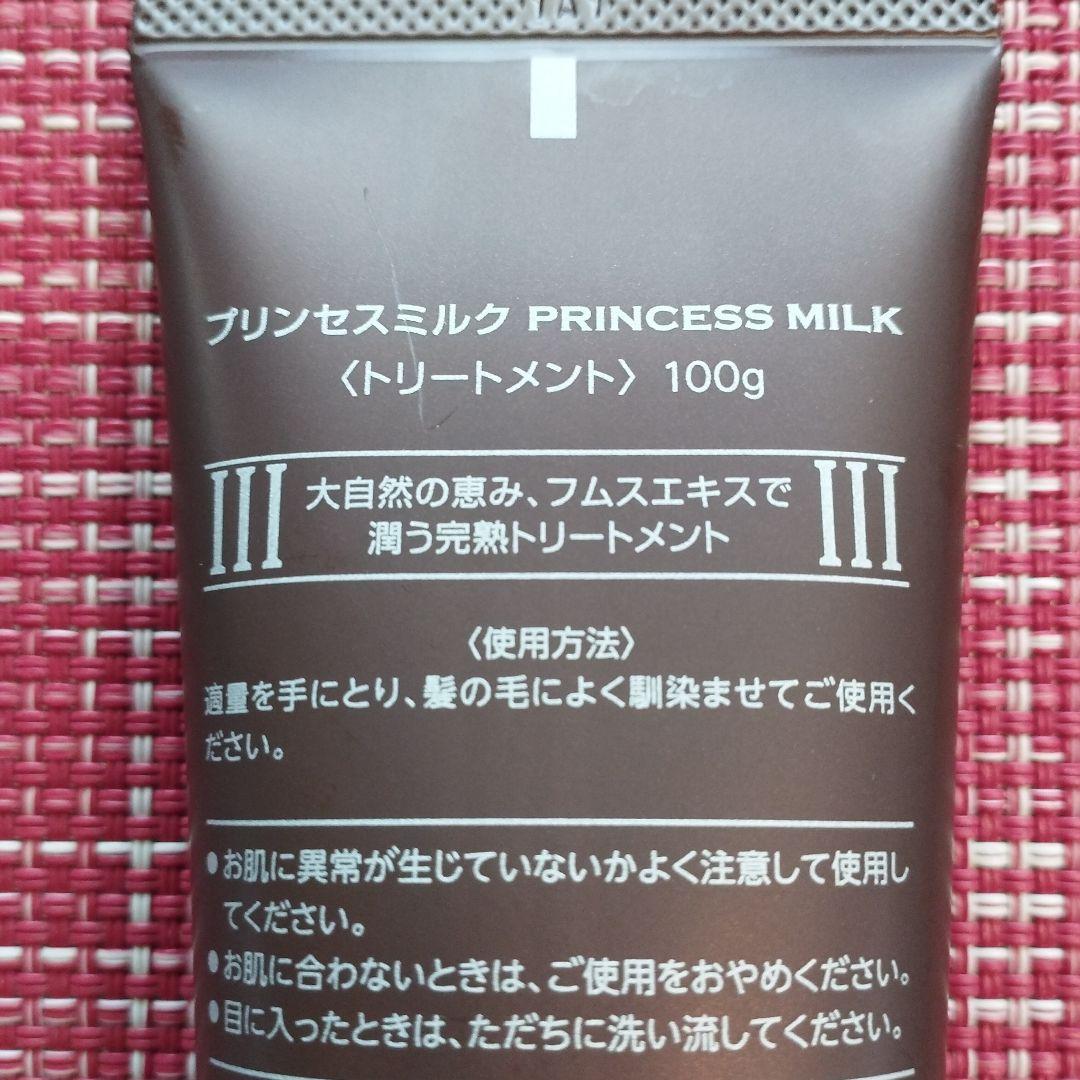 プリンセスミルク PRINCESS MILK
〈トリートメント〉 100g
大自然の恵み、フムスエキスで
潤う完熟トリートメント
〈使用方法〉
適量を手にとり、髪の毛によく馴染ませてご使用く
ださい。
●お肌に異常が生じていないかよく注意して使用し
てください。
●お肌に合わないときは、ご使用をおやめください。
●目に入ったときは、ただちに洗い流してください。